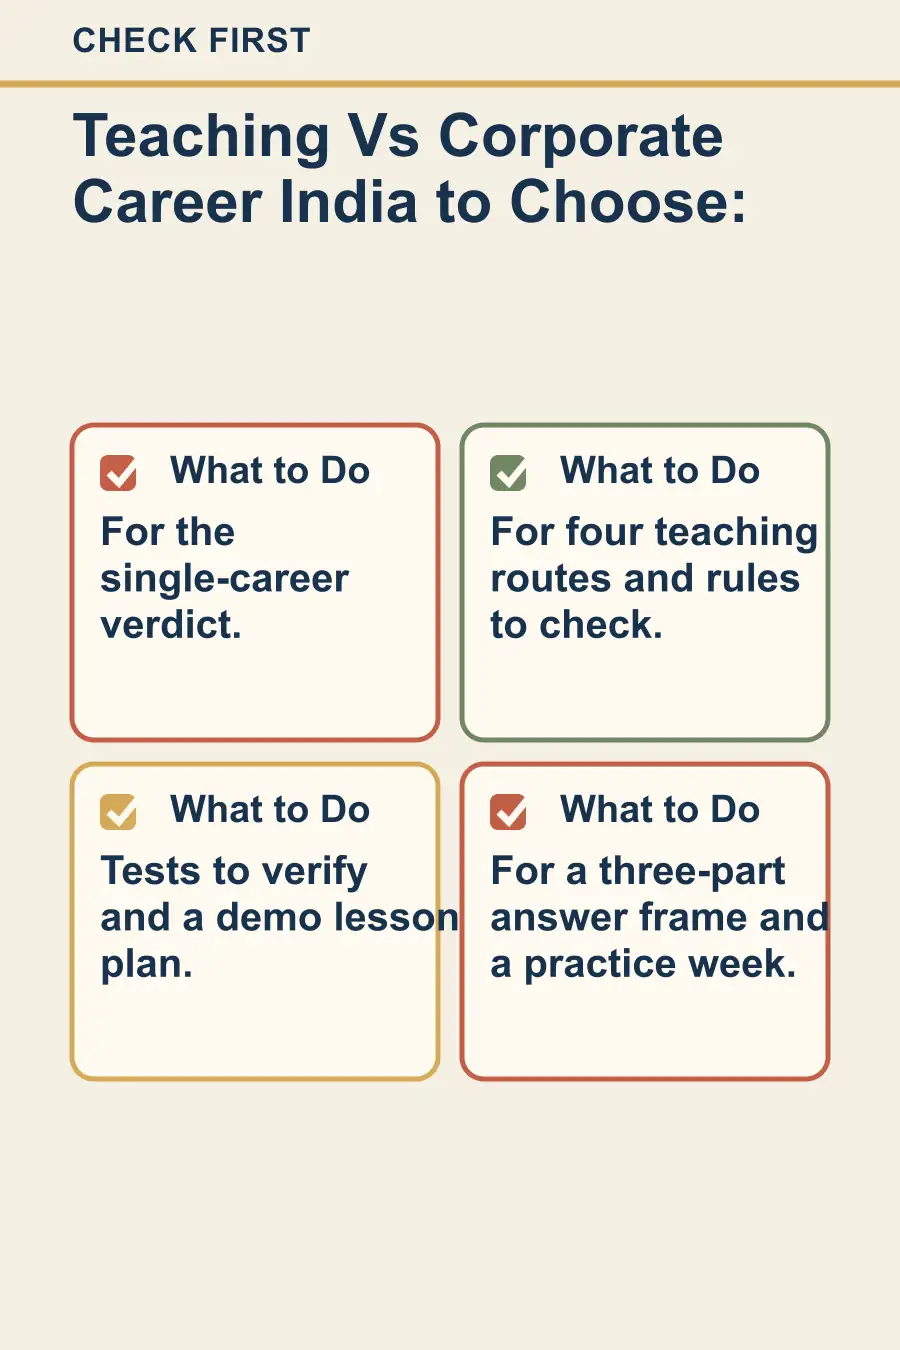 CHECK FIRST
Teaching Vs Corporate
Career India to Choose:
What to Do
For the
single-career
verdict.
What to Do
For four teaching
routes and rules
to check.
What to Do
Tests to verify
and a demo lesson
plan.
What to Do
For a three-part
answer frame and
a practice week.